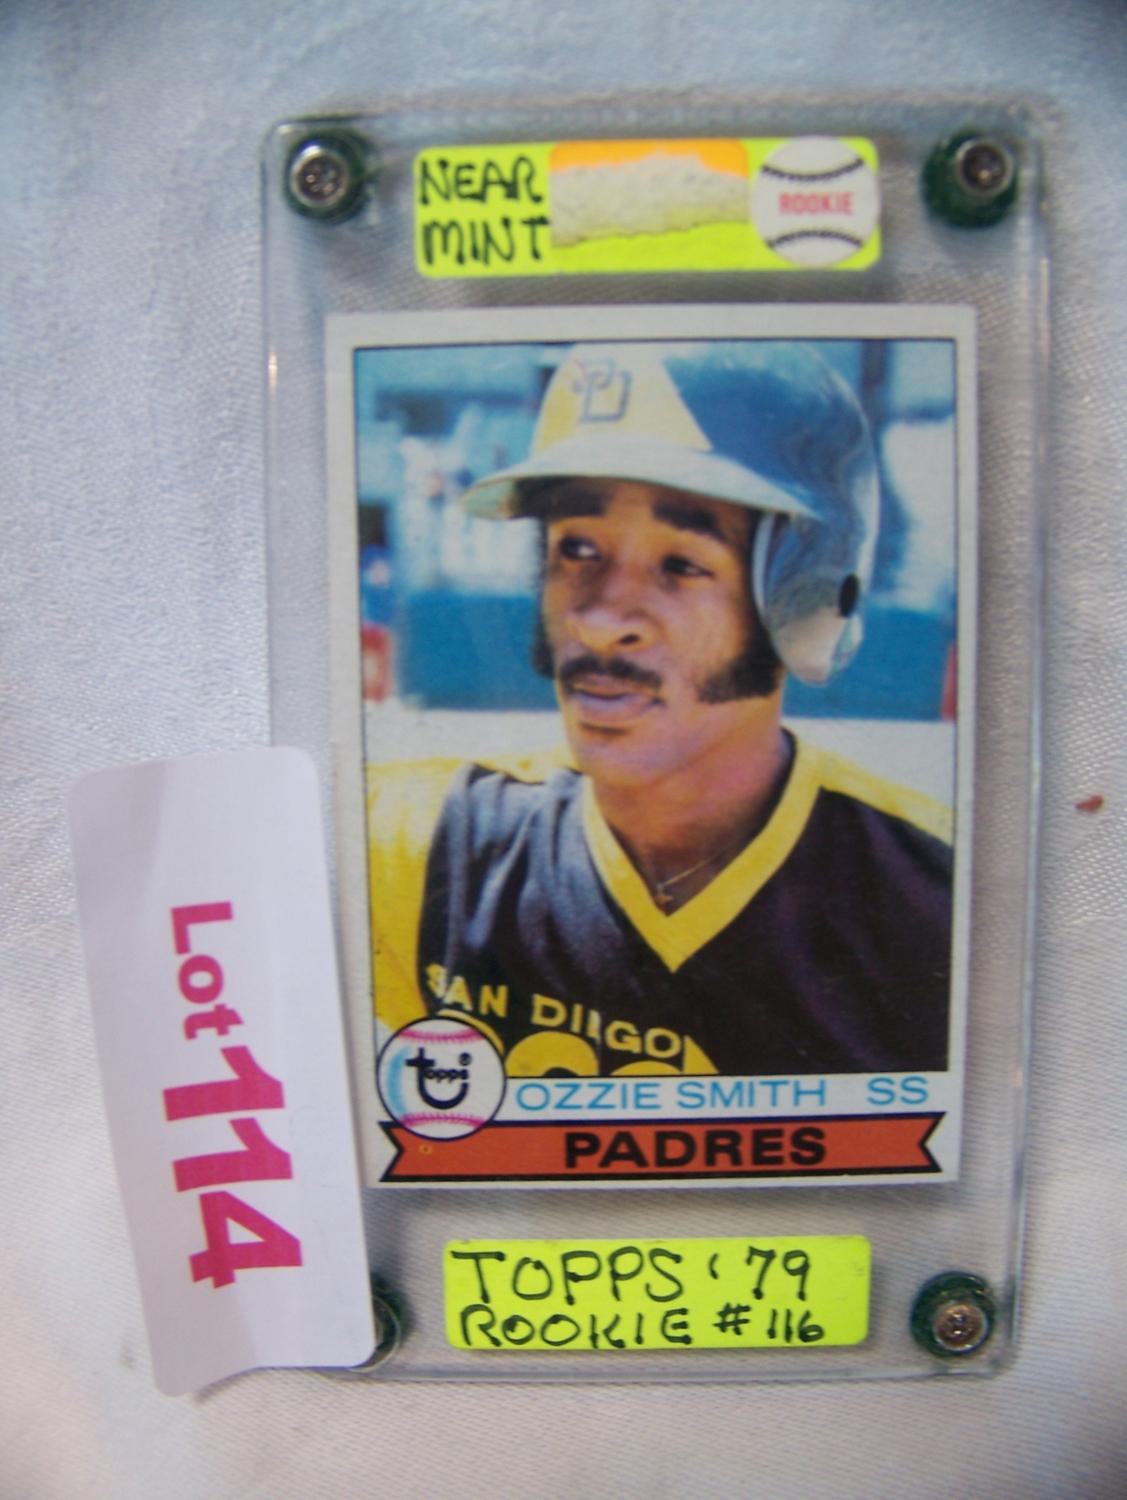 NEAR
MINT
ROOKIE
SAN DIEGO
topps®
OZZIE SMITH SS
PADRES
TOPPS '79
ROOKIE #116
Lot 114